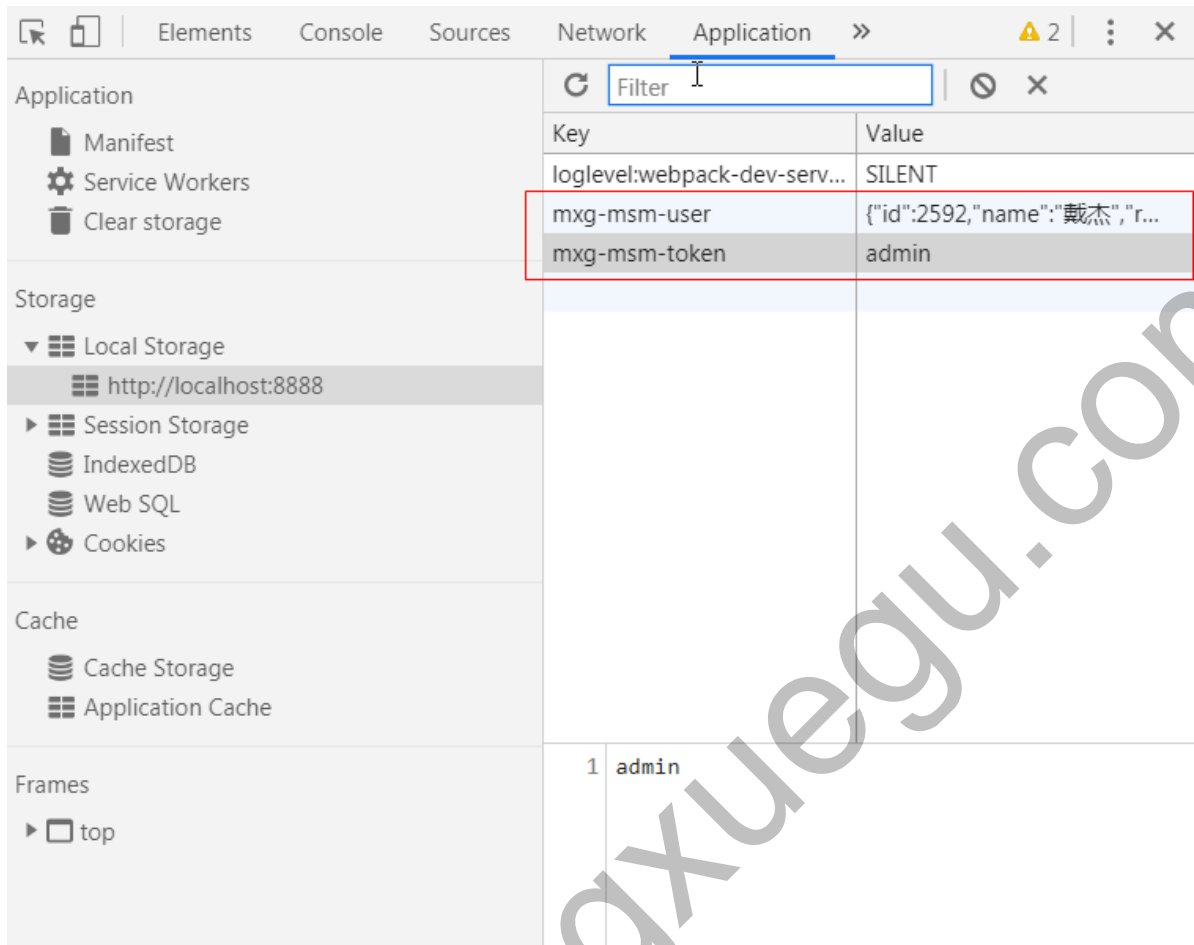 Elements Console Sources Network Application » 2
Application
Manifest
Service Workers
Clear storage
Storage
Local Storage
http://localhost:8888
Session Storage
IndexedDB
Web SQL
Cookies
Cache
Cache Storage
Application Cache
Frames
top
Filter
Key Value
loglevel:webpack-dev-serv... SILENT
mxg-msm-user {"id":2592,"name":"戴杰","r...
mxg-msm-token admin
1 admin